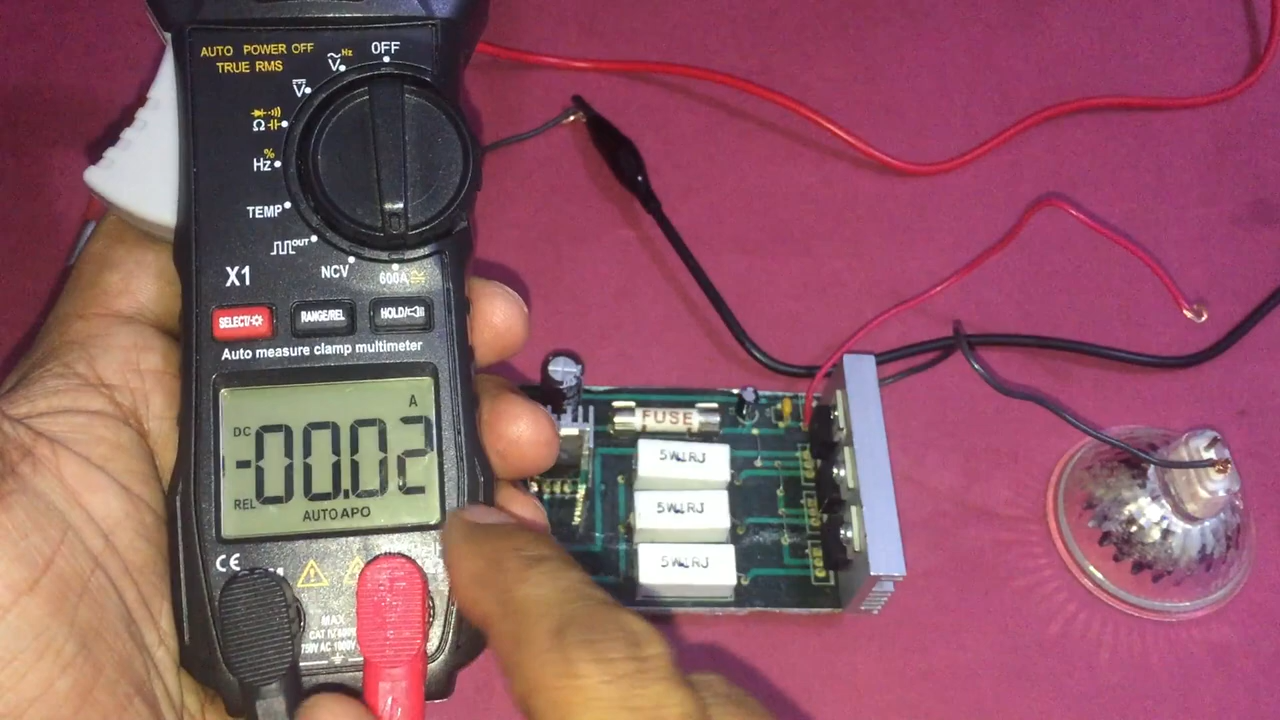 AUTO POWER OFF
TRUE RMS
OFF
Hz
V
V
Ω
%
Hz
TEMP
OUT
NCV
600A
X1
SELECT/
RANGE/REL
HOLD/
Auto measure clamp multimeter
A
DC
-00.02
REL
AUTO APO
CE
MAX
FUSE
5W1RJ
5W1RJ
5W1RJ